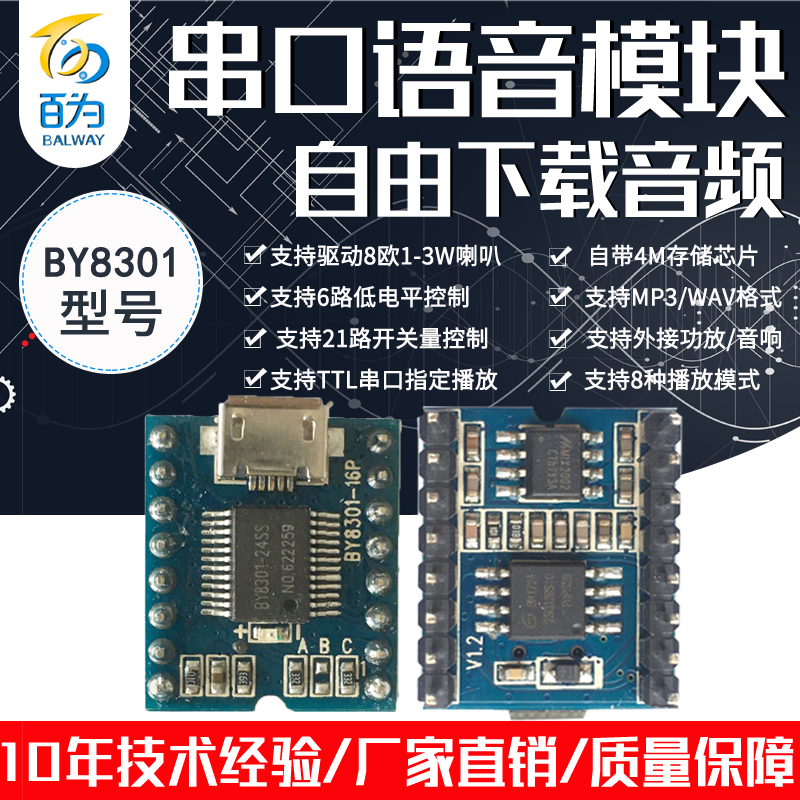 百为
BALWAY
串口语音模块
自由下载音频
BY8301
型号
支持驱动8欧1-3W喇叭
支持6路低电平控制
支持21路开关量控制
支持TTL串口指定播放
自带4M存储芯片
支持MP3/WAV格式
支持外接功放/音响
支持8种播放模式
BY8301-16P
BY8301-24SS
NO.622259
+ -
A B C
1
393
332
332
V1.2
10年技术经验/厂家直销/质量保障